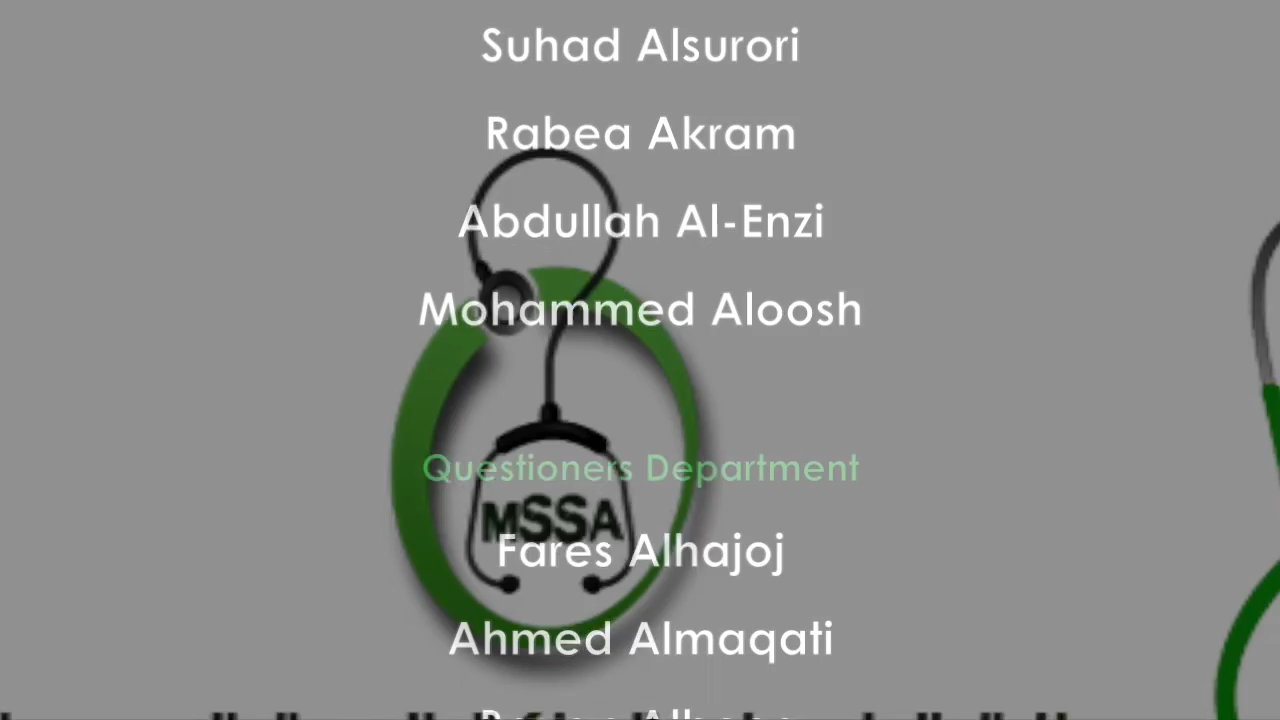 Suhad Alsurori
Rabea Akram
Abdullah Al-Enzi
Mohammed Aloosh
Questioners Department
MSSA
Fares Alhajoj
Ahmed Almaqati